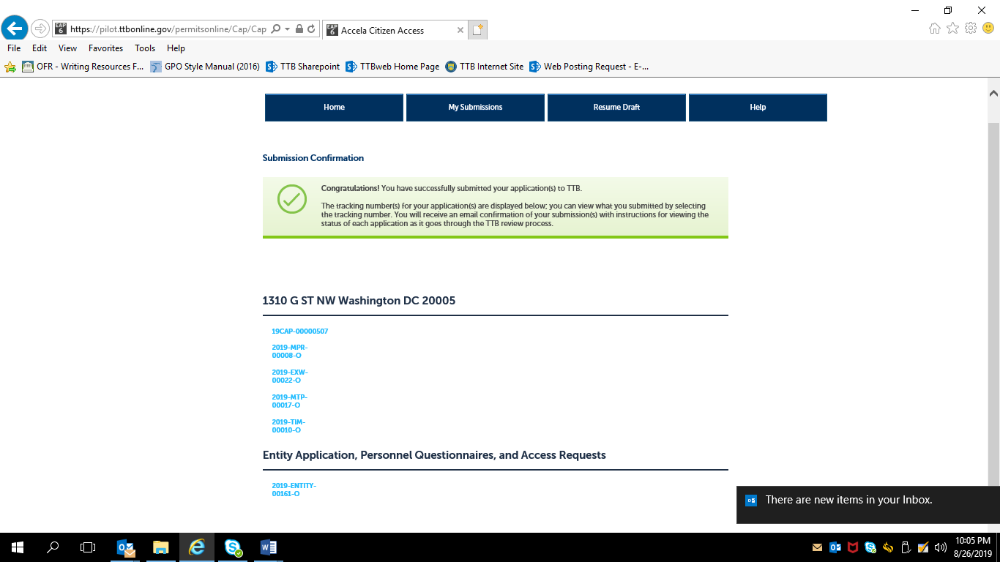 https://pilot.ttbonline.gov/permitsonline/Cap/Cap
Accela Citizen Access
File Edit View Favorites Tools Help
OFR - Writing Resources F... GPO Style Manual (2016) TTB Sharepoint TTBweb Home Page TTB Internet Site Web Posting Request - E-...
Home My Submissions Resume Draft Help
Submission Confirmation
Congratulations! You have successfully submitted your application(s) to TTB.
The tracking number(s) for your application(s) are displayed below; you can view what you submitted by selecting
the tracking number. You will receive an email confirmation of your submission(s) with instructions for viewing the
status of each application as it goes through the TTB review process.
1310 G ST NW Washington DC 20005
19CAP-00000507
2019-MPR-
00008-O
2019-EXW-
00022-O
2019-MTP-
00017-O
2019-TIM-
00010-O
Entity Application, Personnel Questionnaires, and Access Requests
2019-ENTITY-
00161-O
There are new items in your Inbox.
10:05 PM
8/26/2019